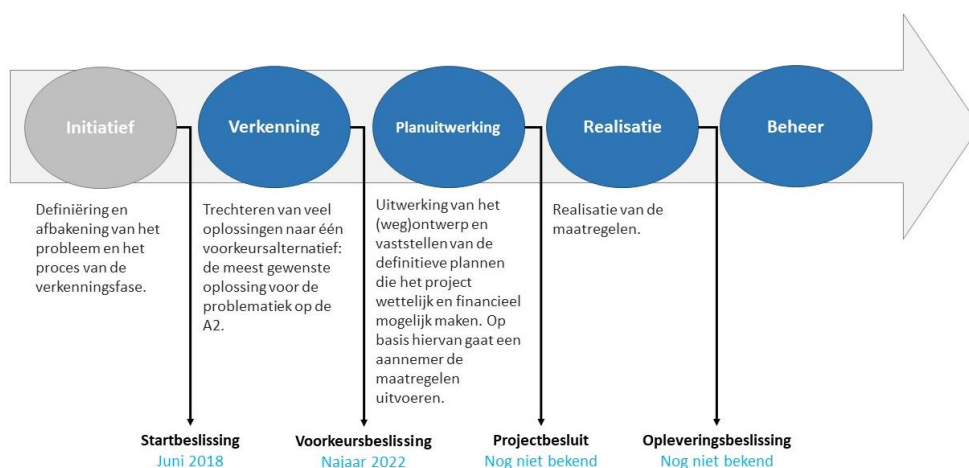 Initiatief
Verkenning
Planuitwerking
Realisatie
Beheer
Definiëring en
afbakening van het
probleem en het
proces van de
verkenningsfase.
Trechteren van veel
oplossingen naar één
voorkeursalternatief:
de meest gewenste
oplossing voor de
problematiek op de
A2.
Uitwerking van het
(weg)ontwerp en
vaststellen van de
definitieve plannen
die het project
wettelijk en financieel
mogelijk maken. Op
basis hiervan gaat een
aannemer de
maatregelen
uitvoeren.
Realisatie van de
maatregelen.
Startbeslissing
Juni 2018
Voorkeursbeslissing
Najaar 2022
Projectbesluit
Nog niet bekend
Opleveringsbeslissing
Nog niet bekend